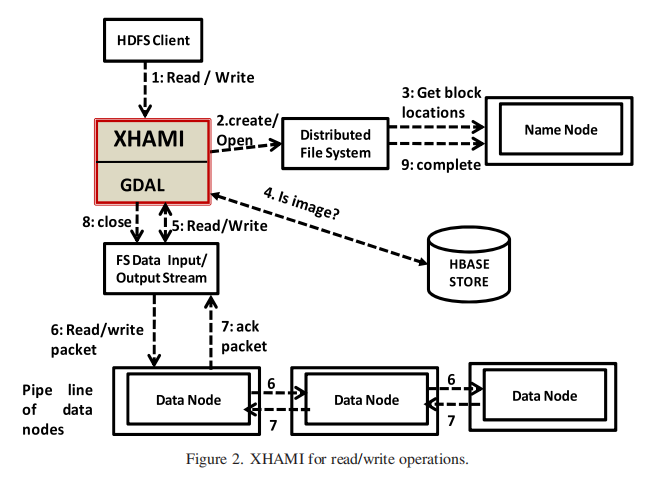 HDFS Client
1: Read / Write
XHAMI
GDAL
2.create/
Open
Distributed
File System
3: Get block
locations
9: complete
Name Node
4. Is image?
HBASE
STORE
8: close
5: Read/Write
FS Data Input/
Output Stream
6: Read/write
packet
7: ack
packet
Pipe line
of data
nodes
Data Node
6
7
Data Node
6
7
Data Node
Figure 2. XHAMI for read/write operations.